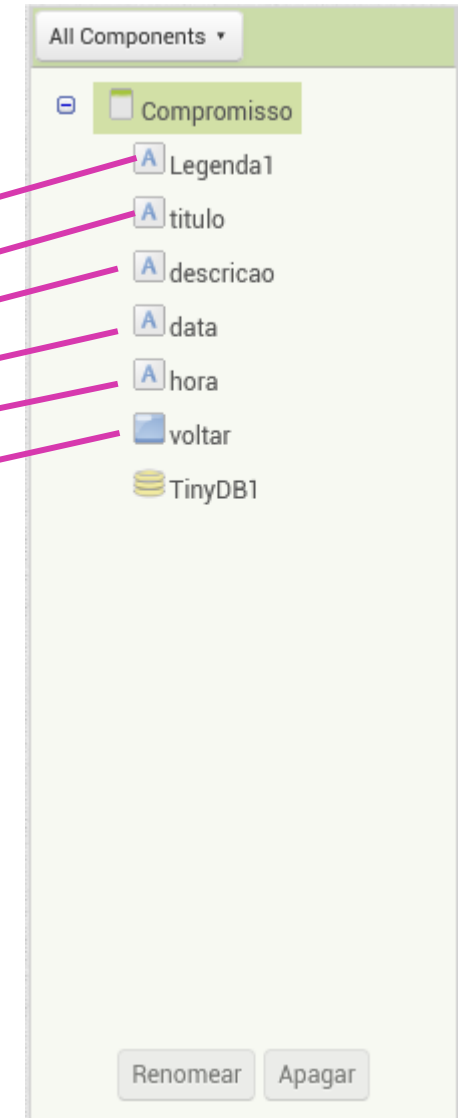 All Components
Compromisso
A Legenda1
A titulo
A descricao
A data
A hora
voltar
TinyDB1
Renomear Apagar